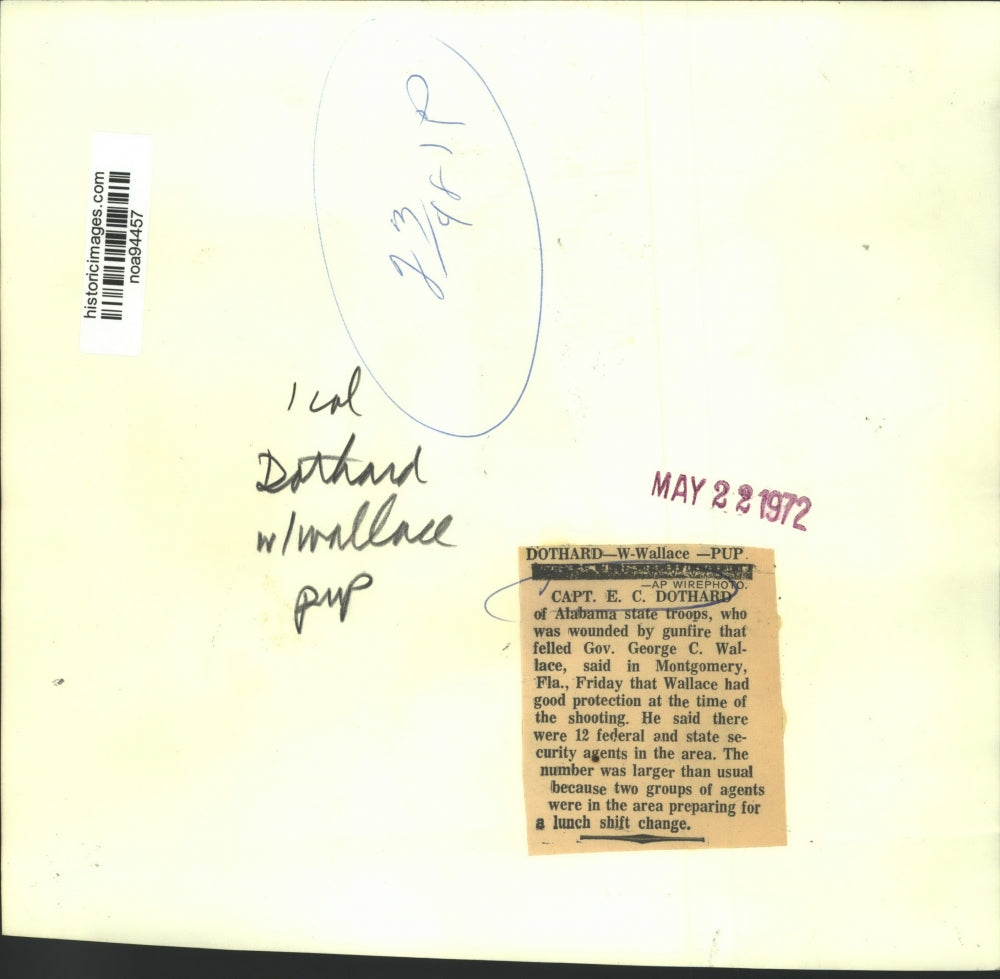 historicimages.com
noa94457
23/48 1P
1 col
Dothard
w/Wallace
pup
MAY 22 1972
DOTHARD—W-Wallace —PUP
—AP WIREPHOTO.
CAPT. E. C. DOTHARD
of Alabama state troops, who
was wounded by gunfire that
felled Gov. George C. Wal-
lace, said in Montgomery,
Fla., Friday that Wallace had
good protection at the time of
the shooting. He said there
were 12 federal and state se-
curity agents in the area. The
number was larger than usual
because two groups of agents
were in the area preparing for
a lunch shift change.